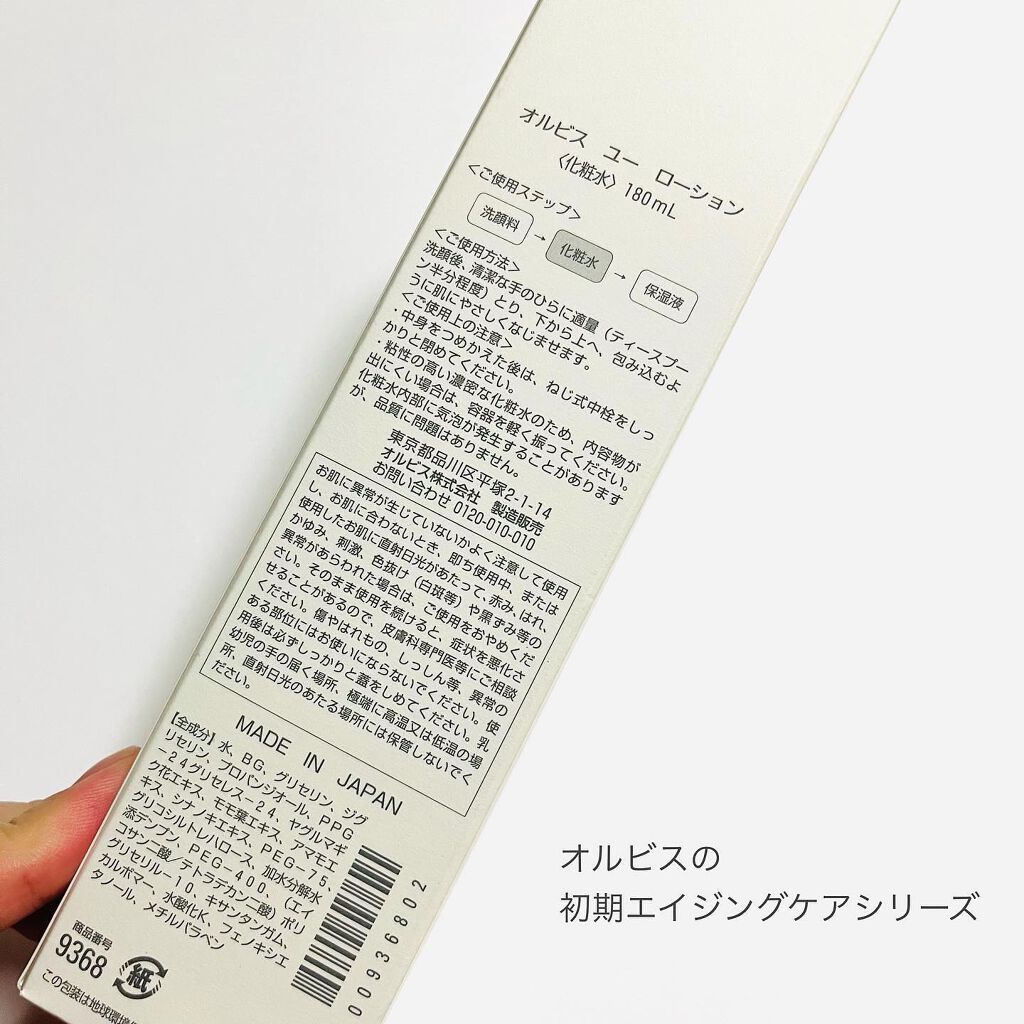 オルビス ユー ローション
〈化粧水〉180mL
<ご使用ステップ>
洗顔料→化粧水→保湿液
<ご使用方法>
洗顔後、清潔な手のひらに適量（ティースプー
ン半分程度）とり、下から上へ、包み込むよ
うに肌にやさしくなじませます。
<ご使用上の注意>
・中身をつめかえた後は、ねじ式中栓をしっ
かりと閉めてください。
・粘性の高い濃密な化粧水のため、内容物が
出にくい場合は、容器を軽く振ってください。
化粧水内部に気泡が発生することがあります
が、品質に問題はありません。
東京都品川区平塚2-1-14
オルビス株式会社 製造販売
お問い合わせ 0120-010-010
お肌に異常が生じていないかよく注意して使用
し、お肌に合わないとき、即ち使用中、または
使用したお肌に直射日光があたって、赤み、はれ、
かゆみ、刺激、色抜け（白斑等）や黒ずみ等の
異常があらわれた場合は、ご使用をおやめくだ
さい。そのまま使用を続けると、症状を悪化さ
せることがあるので、皮膚科専門医等にご相談
ください。傷やはれもの、しっしん等、異常の
ある部位にはお使いにならないでください。使
用後は必ずしっかりと蓋をしめてください。乳
幼児の手の届く場所、極端に高温又は低温の場
所、直射日光のあたる場所には保管しないでく
ださい。
MADE IN JAPAN
【全成分】水、BG、グリセリン、ジグ
リセリン、プロパンジオール、PPG
－24グリセレス－24、ヤグルマギ
ク花エキス、モモ葉エキス、アマモエ
キス、シナノキエキス、PEG－75、
グリコシルトレハロース、加水分解水
添デンプン、PEG－400、（エイ
コサン二酸／テトラデカン二酸）ポリ
グリセリル－10、キサンタンガム、
カルボマー、水酸化K、フェノキシエ
タノール、メチルパラベン
00936802
商品番号
9368
紙
この包装は地球環境
オルビスの
初期エイジングケアシリーズ